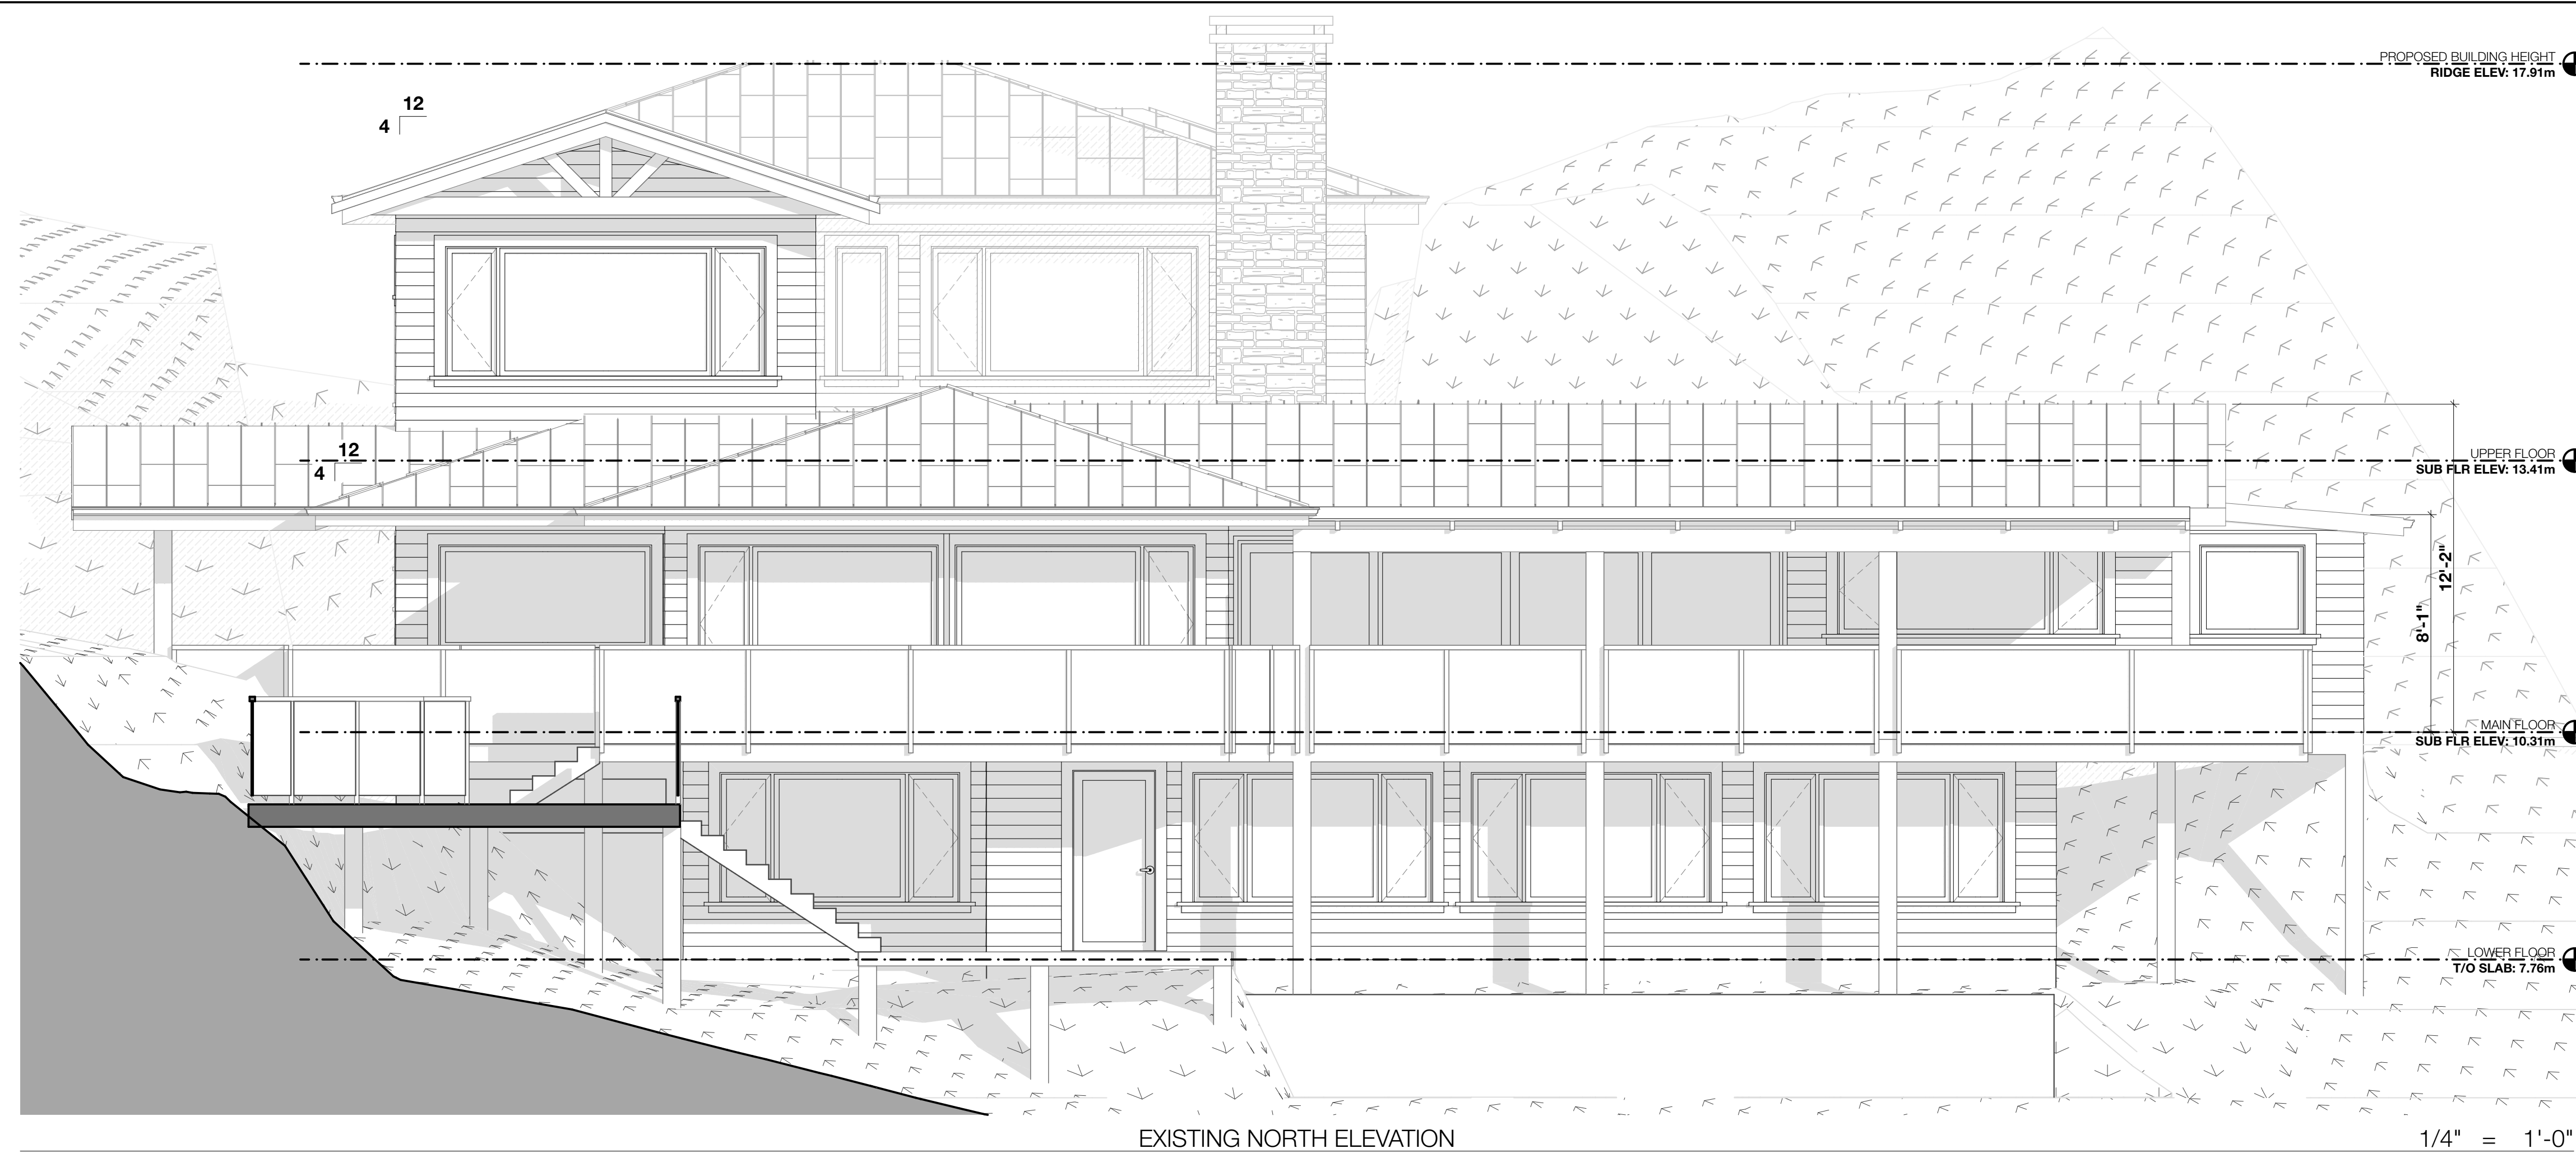 PROPOSED BUILDING HEIGHT
RIDGE ELEV: 17.91m
12
4
12
4
UPPER FLOOR
SUB FLR ELEV: 13.41m
12'-2"
8'-1"
MAIN FLOOR
SUB FLR ELEV: 10.31m
LOWER FLOOR
T/O SLAB: 7.76m
EXISTING NORTH ELEVATION
1/4" = 1'-0"